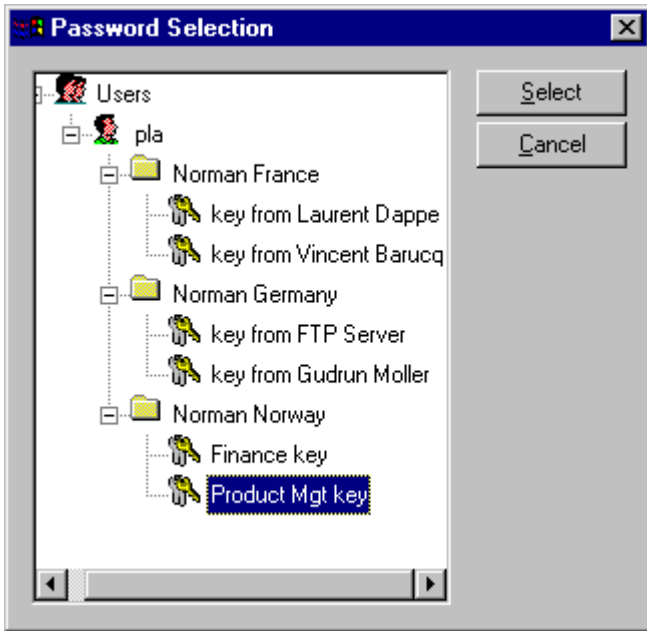 Password Selection
Users
pla
Norman France
key from Laurent Dappe
key from Vincent Barucq
Norman Germany
key from FTP Server
key from Gudrun Moller
Norman Norway
Finance key
Product Mgt key
Select
Cancel